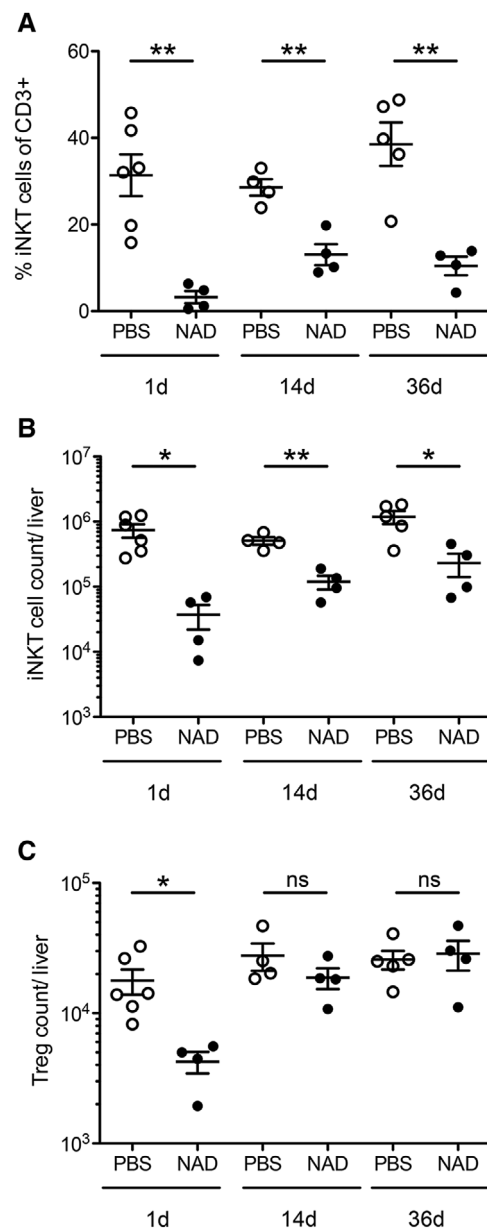 A
** ** **
60
40
20
0
% iNKT cells of CD3+
PBS NAD PBS NAD PBS NAD
1d 14d 36d
B
* ** *
10⁷
10⁶
10⁵
10⁴
10³
iNKT cell count/ liver
PBS NAD PBS NAD PBS NAD
1d 14d 36d
C
* ns ns
10⁵
10⁴
10³
Treg count/ liver
PBS NAD PBS NAD PBS NAD
1d 14d 36d